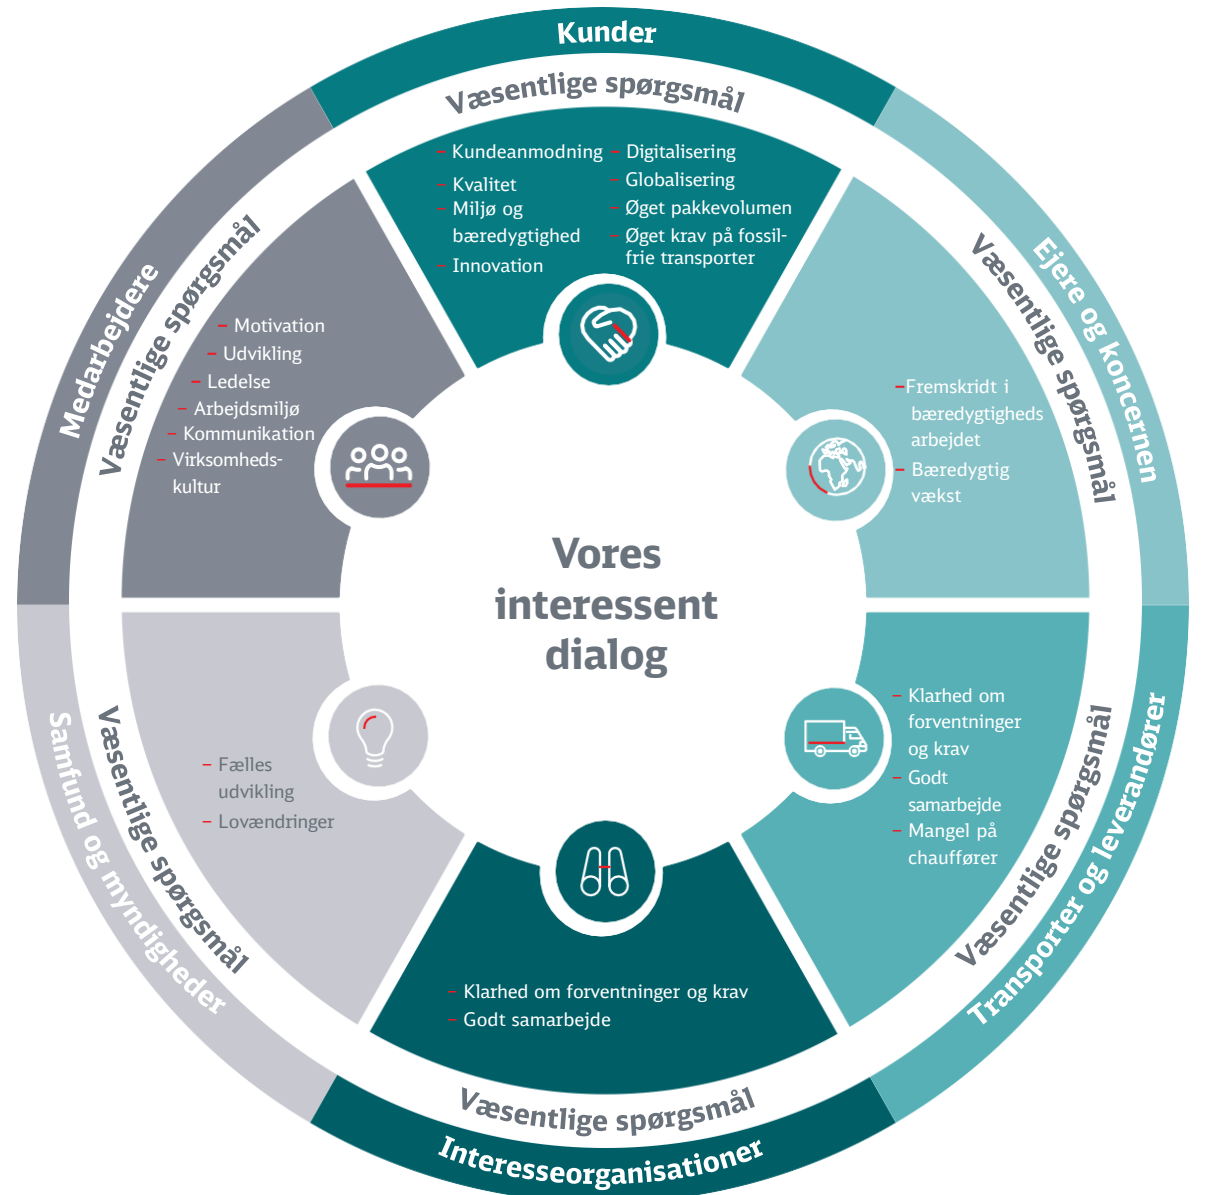 Kunder
Væsentlige spørgsmål
– Kundeanmodning
– Kvalitet
– Miljø og
bæredygtighed
– Innovation
– Digitalisering
– Globalisering
– Øget pakkevolumen
– Øget krav på fossil-
frie transporter
Ejere og koncernen
Væsentlige spørgsmål
–Fremskridt i
bæredygtigheds
arbejdet
– Bæredygtig
vækst
Transporter og leverandører
Væsentlige spørgsmål
– Klarhed om
forventninger
og krav
– Godt
samarbejde
– Mangel på
chauffører
Interesseorganisationer
Væsentlige spørgsmål
– Klarhed om forventninger og krav
– Godt samarbejde
Samfund og myndigheder
Væsentlige spørgsmål
– Fælles
udvikling
– Lovændringer
Medarbejdere
Væsentlige spørgsmål
– Motivation
– Udvikling
– Ledelse
– Arbejdsmiljø
– Kommunikation
– Virksomheds-
kultur
Vores
interessent
dialog